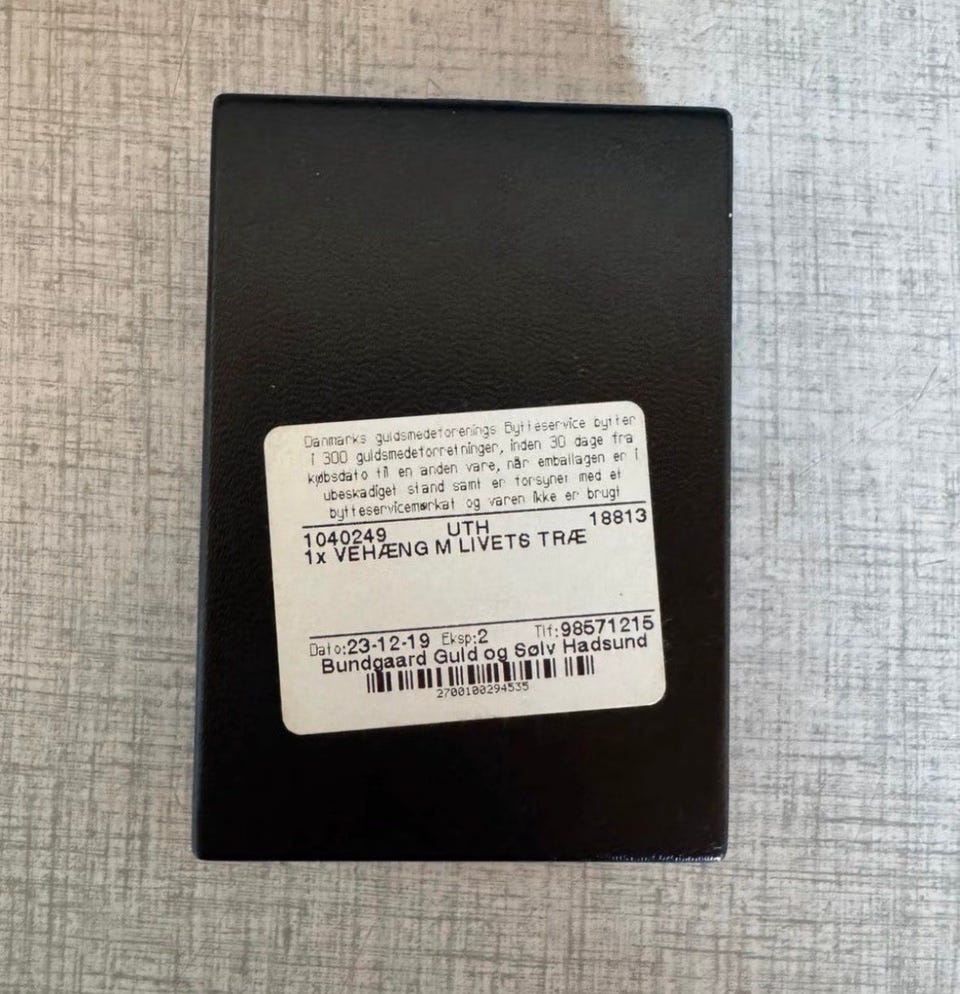 Danmarks guldsmedeforenings Bytteservice bytter
i 300 guldsmedeforretninger, inden 30 dage fra
købsdato til en anden vare, når emballagen er i
ubeskadiget stand samt er forsynet med et
bytteservicemærkat og varen ikke er brugt
1040249 UTH 18813
1x VEHÆNG M LIVETS TRÆ
Dato:23-12-19 Eksp:2 Tlf:98571215
Bundgaard Guld og Sølv Hadsund
2700100294535